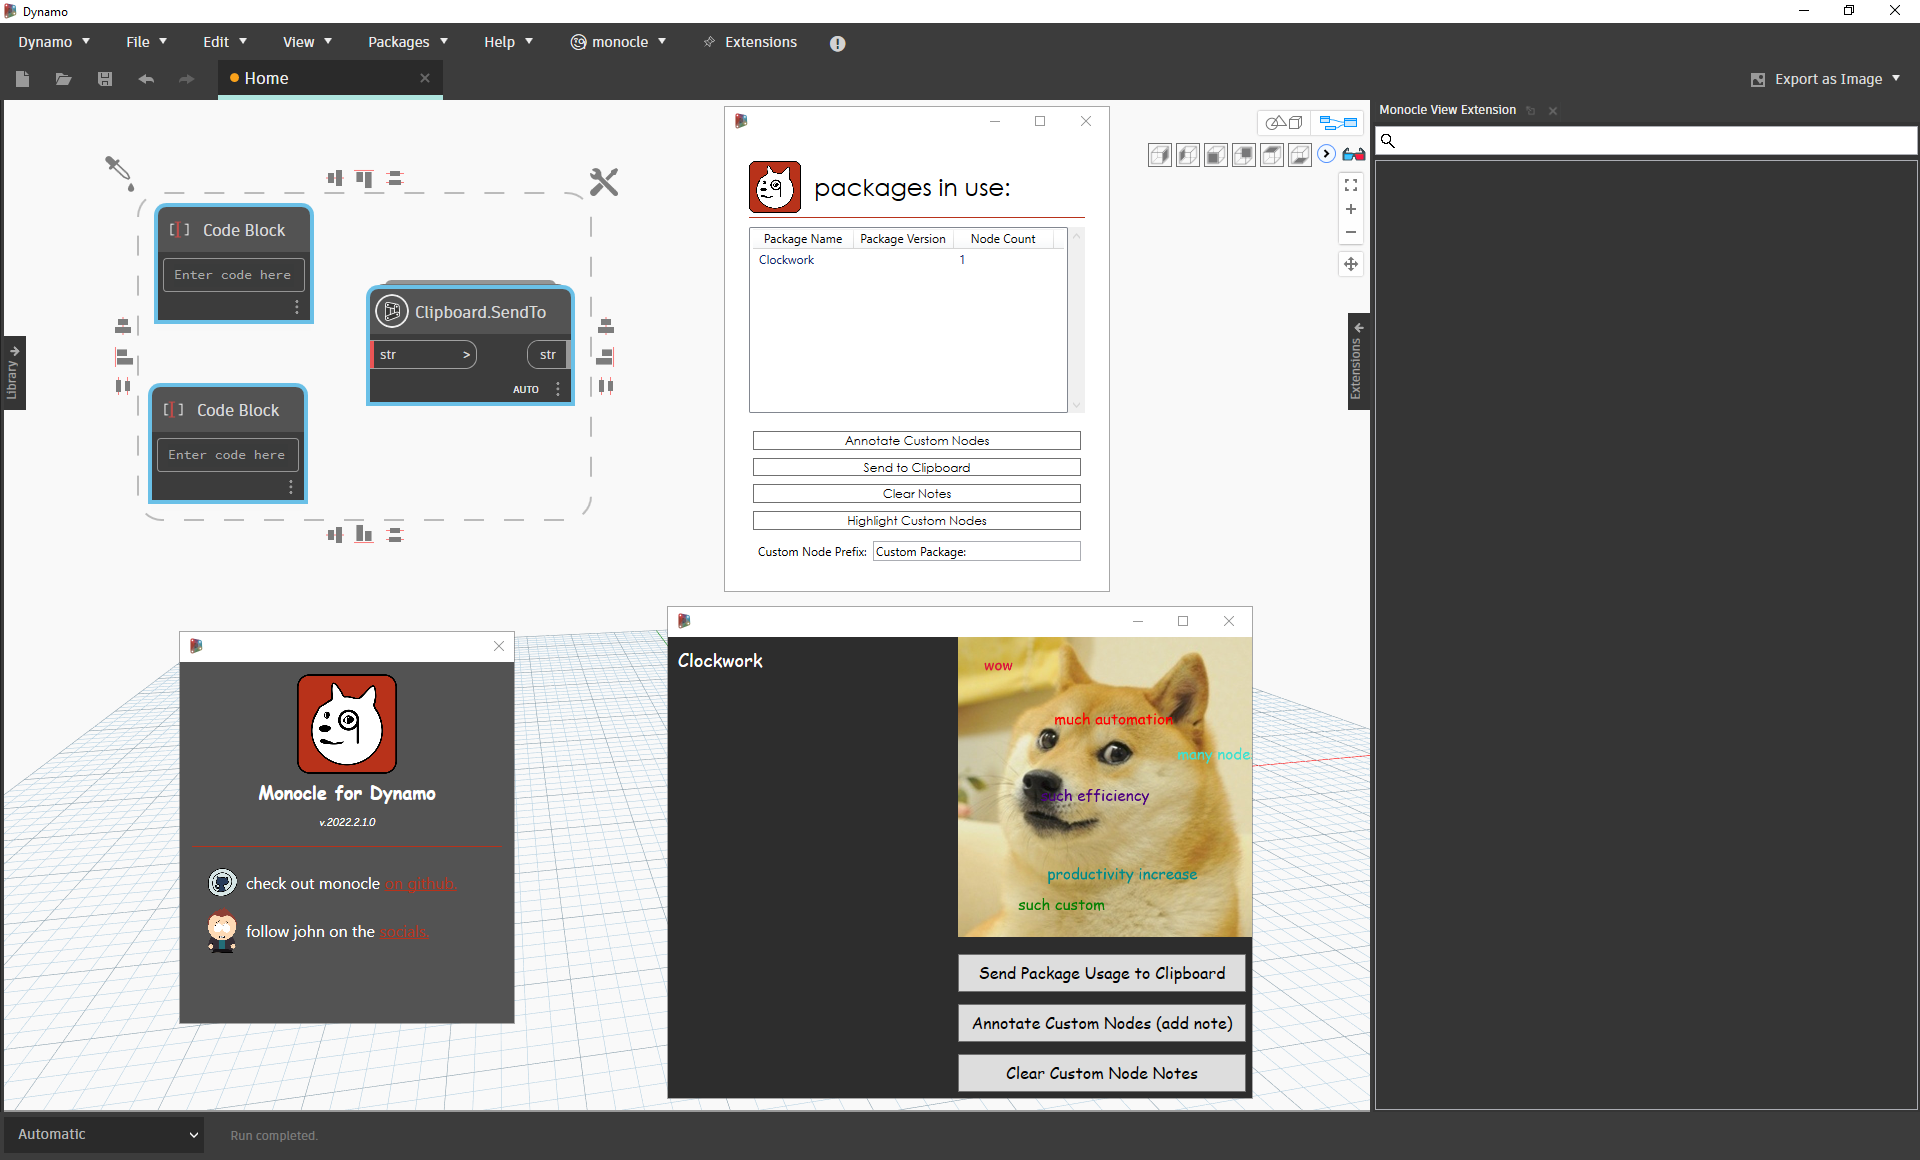 Dynamo
Dynamo File Edit View Packages Help monocle Extensions
Home
Export as Image
Monocle View Extension
Code Block
Enter code here
Clipboard.SendTo
str > str
AUTO
Code Block
Enter code here
Library
Extensions
packages in use:
Package Name Package Version Node Count
Clockwork 1
Annotate Custom Nodes
Send to Clipboard
Clear Notes
Highlight Custom Nodes
Custom Node Prefix: Custom Package:
Monocle for Dynamo
v.2022.2.1.0
check out monocle on github.
follow john on the socials.
Clockwork
wow
much automation
many node
such efficiency
productivity increase
such custom
Send Package Usage to Clipboard
Annotate Custom Nodes (add note)
Clear Custom Node Notes
Automatic
Run completed.